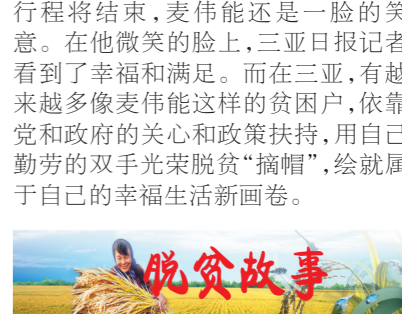 行程将结束，麦伟能还是一脸的笑
意。在他微笑的脸上，三亚日报记者
看到了幸福和满足。而在三亚，有越
来越多像麦伟能这样的贫困户，依靠
党和政府的关心和政策扶持，用自己
勤劳的双手光荣脱贫“摘帽”，绘就属
于自己的幸福生活新画卷。
脱贫故事